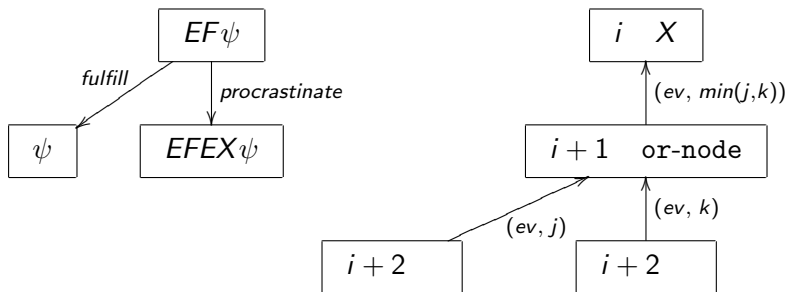 EFψ
i X
fulfill
procrastinate
(ev, min(j,k))
ψ
EFEXψ
i + 1 or-node
(ev, j)
(ev, k)
i + 2
i + 2